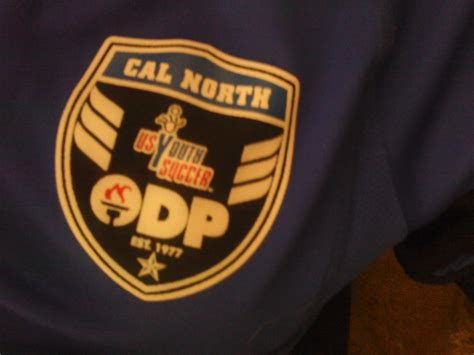 CAL NORTH
US YOUTH
SOCCER
ODP
EST. 1977